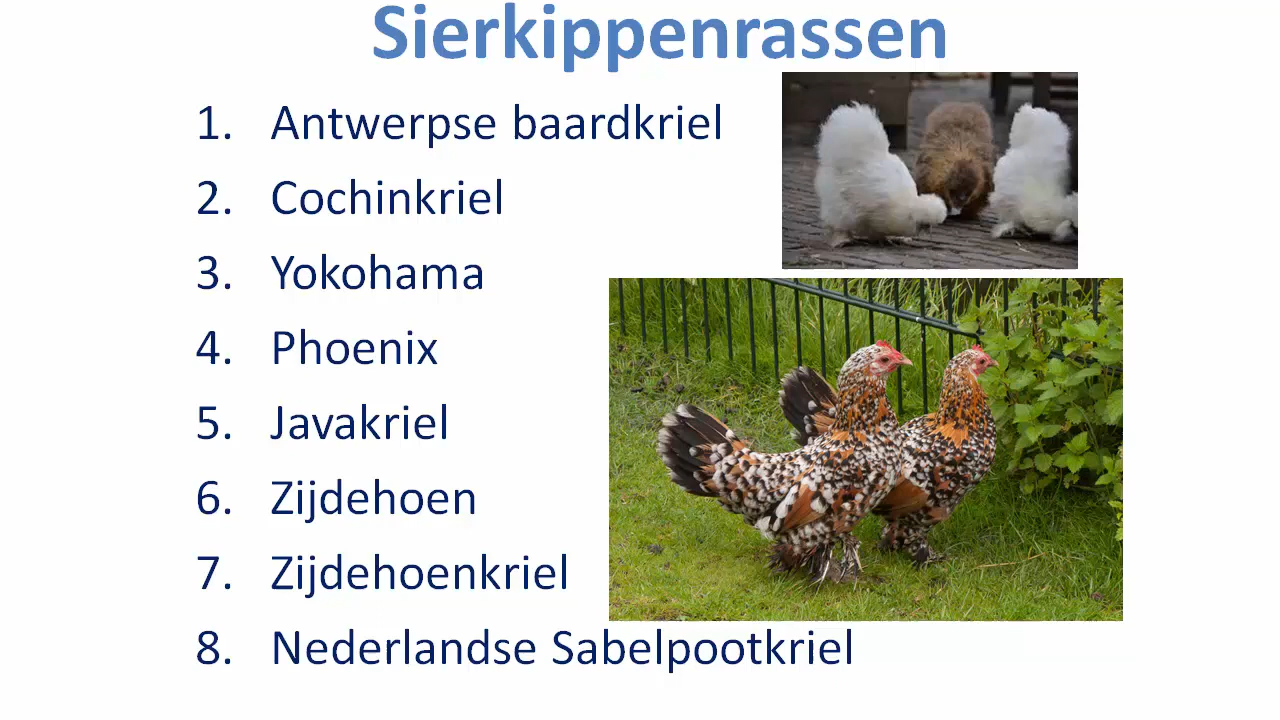 Sierkippenrassen
1. Antwerpse baardkriel
2. Cochinkriel
3. Yokohama
4. Phoenix
5. Javakriel
6. Zijdehoen
7. Zijdehoenkriel
8. Nederlandse Sabelpootkriel